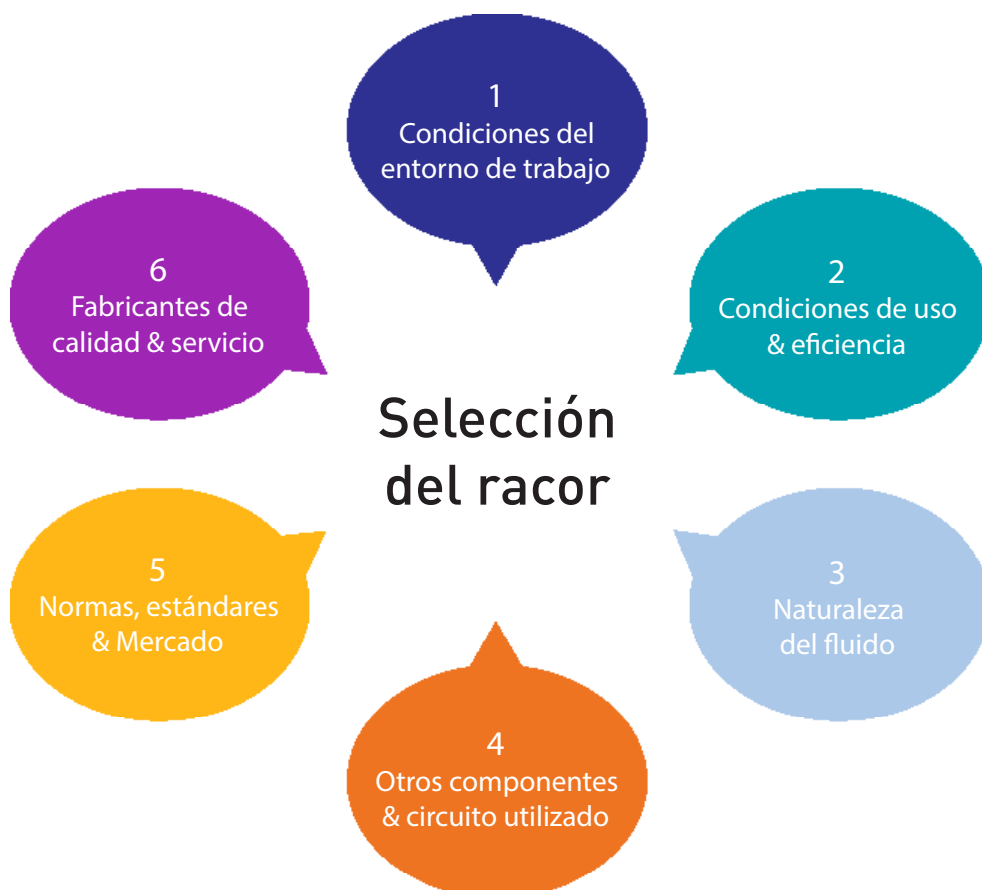 1
Condiciones del
entorno de trabajo
2
Condiciones de uso
& eficiencia
3
Naturaleza
del fluido
4
Otros componentes
& circuito utilizado
5
Normas, estándares
& Mercado
6
Fabricantes de
calidad & servicio
Selección
del racor